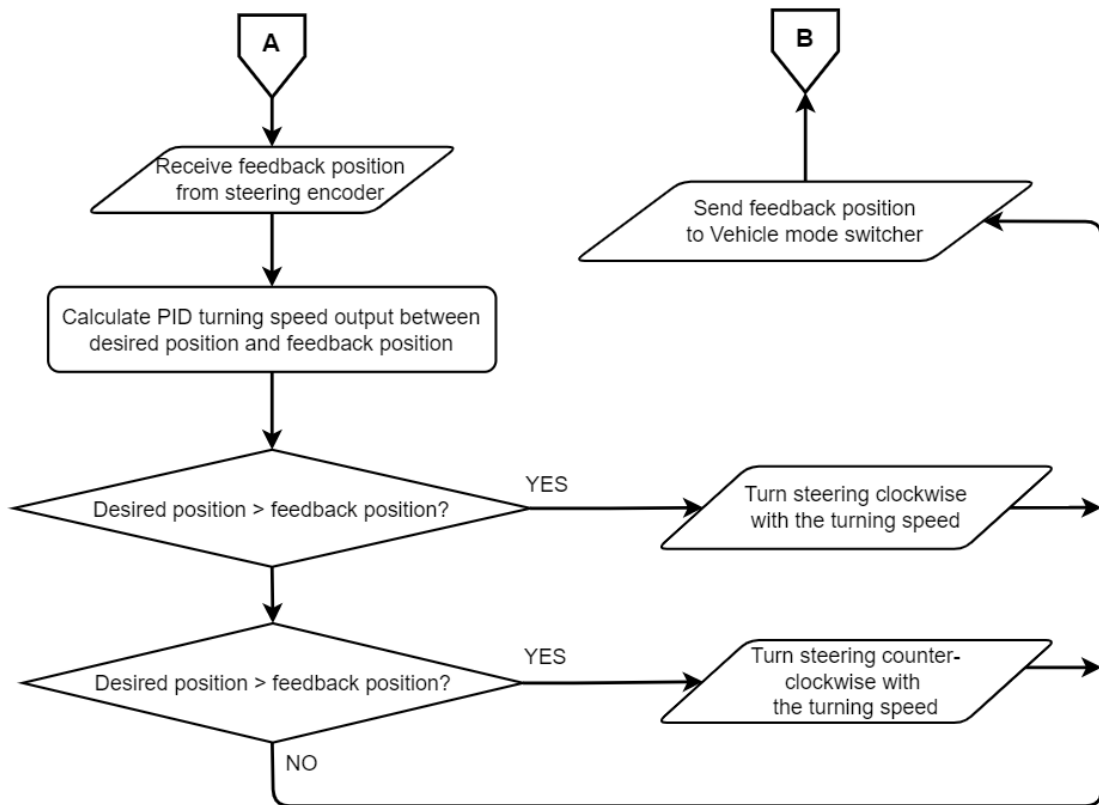 A
Receive feedback position
from steering encoder
Calculate PID turning speed output between
desired position and feedback position
Desired position > feedback position?
YES
Turn steering clockwise
with the turning speed
Desired position > feedback position?
YES
Turn steering counter-
clockwise with
the turning speed
NO
Send feedback position
to Vehicle mode switcher
B